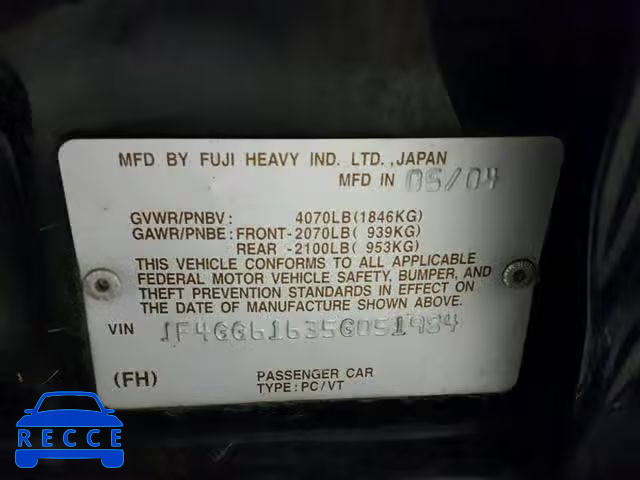 MFD BY FUJI HEAVY IND. LTD., JAPAN
MFD IN 05/04
GVWR/PNBV: 4070LB(1846KG)
GAWR/PNBE: FRONT-2070LB( 939KG)
REAR -2100LB( 953KG)
THIS VEHICLE CONFORMS TO ALL APPLICABLE
FEDERAL MOTOR VEHICLE SAFETY, BUMPER, AND
THEFT PREVENTION STANDARDS IN EFFECT ON
THE DATE OF MANUFACTURE SHOWN ABOVE.
VIN JF4GG61635G051984
(FH) PASSENGER CAR
TYPE: PC/VT
RECCE